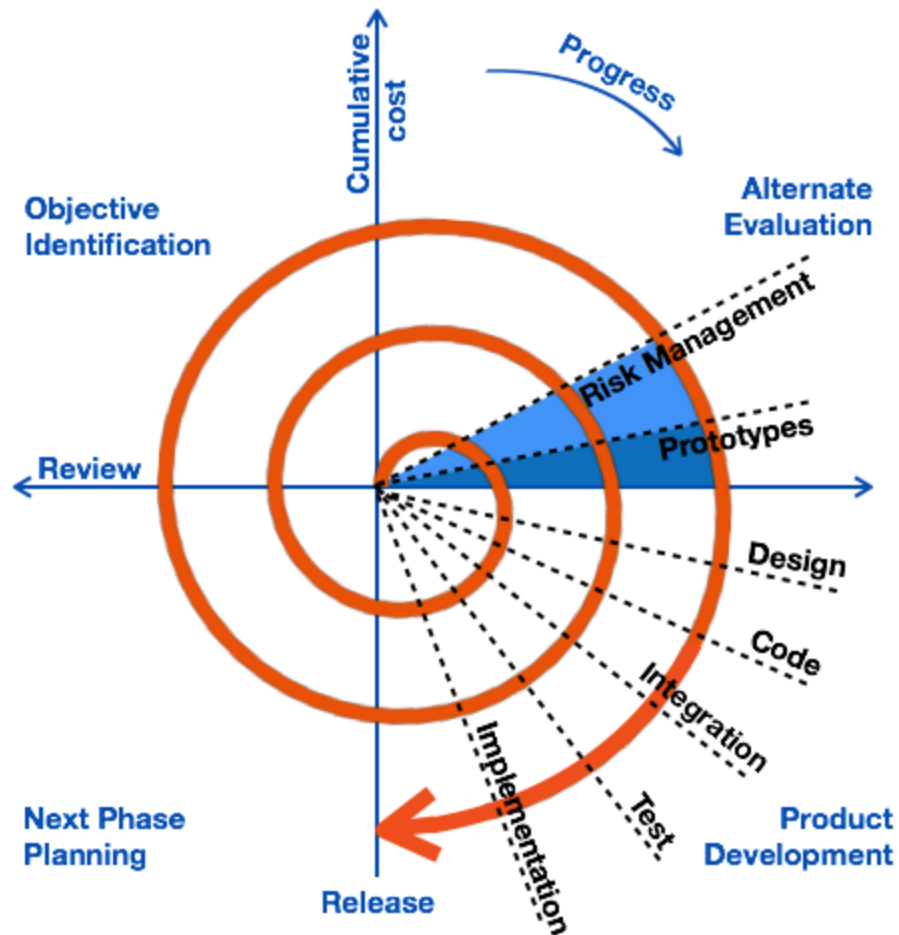 Cumulative
cost
Progress
Objective
Identification
Alternate
Evaluation
Risk Management
Prototypes
Review
Design
Code
Integration
Test
Implementation
Next Phase
Planning
Product
Development
Release